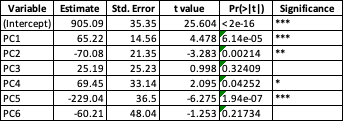 Variable Estimate Std. Error t value Pr(>|t|) Significance
(Intercept) 905.09 35.35 25.604 <2e-16 ***
PC1 65.22 14.56 4.478 6.14e-05 ***
PC2 -70.08 21.35 -3.283 0.00214 **
PC3 25.19 25.23 0.998 0.32409
PC4 69.45 33.14 2.095 0.04252 *
PC5 -229.04 36.5 -6.275 1.94e-07 ***
PC6 -60.21 48.04 -1.253 0.21734